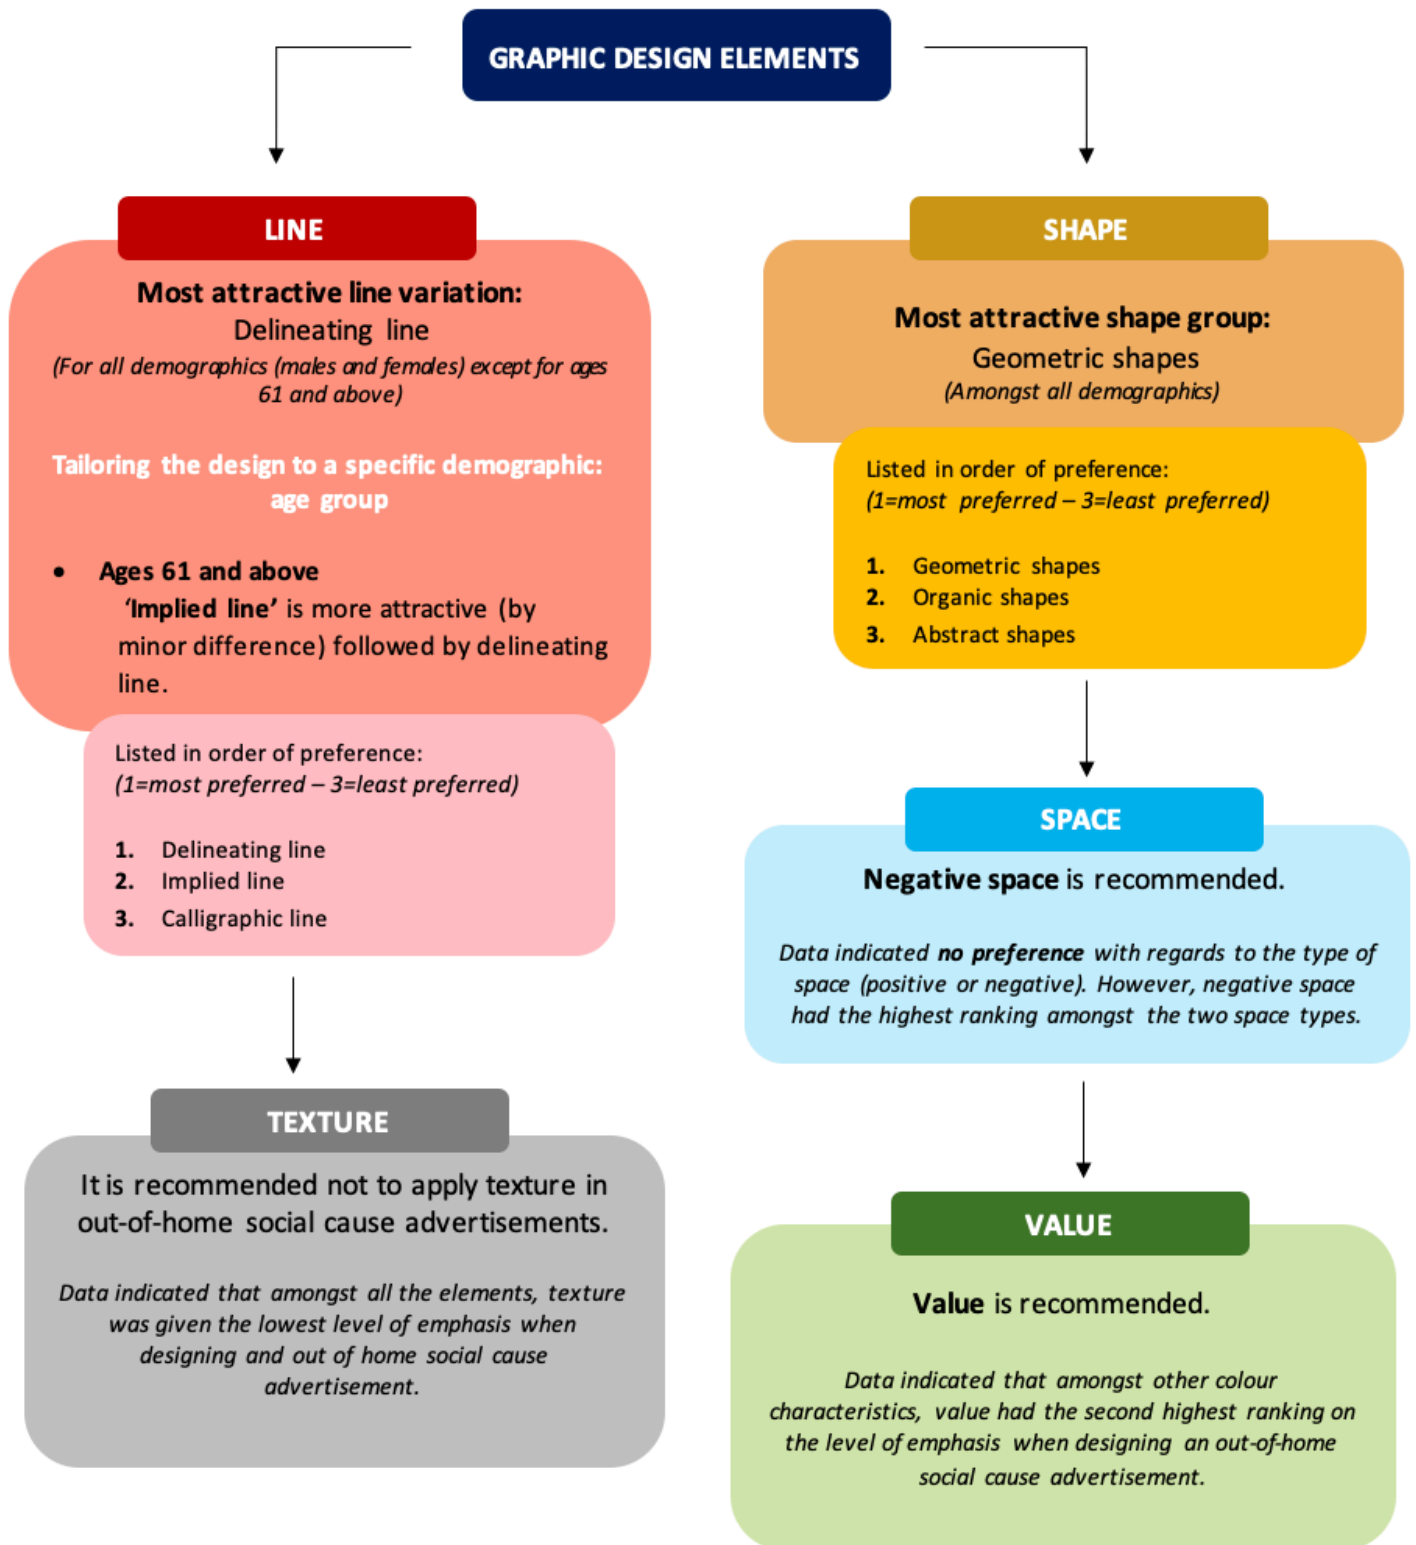 GRAPHIC DESIGN ELEMENTS
LINE
Most attractive line variation:
Delineating line
(For all demographics (males and females) except for ages
61 and above)
Tailoring the design to a specific demographic:
age group
• Ages 61 and above
‘Implied line’ is more attractive (by
minor difference) followed by delineating
line.
Listed in order of preference:
(1=most preferred – 3=least preferred)
1. Delineating line
2. Implied line
3. Calligraphic line
TEXTURE
It is recommended not to apply texture in
out-of-home social cause advertisements.
Data indicated that amongst all the elements, texture
was given the lowest level of emphasis when
designing and out of home social cause
advertisement.
SHAPE
Most attractive shape group:
Geometric shapes
(Amongst all demographics)
Listed in order of preference:
(1=most preferred – 3=least preferred)
1. Geometric shapes
2. Organic shapes
3. Abstract shapes
SPACE
Negative space is recommended.
Data indicated no preference with regards to the type of
space (positive or negative). However, negative space
had the highest ranking amongst the two space types.
VALUE
Value is recommended.
Data indicated that amongst other colour
characteristics, value had the second highest ranking on
the level of emphasis when designing an out-of-home
social cause advertisement.